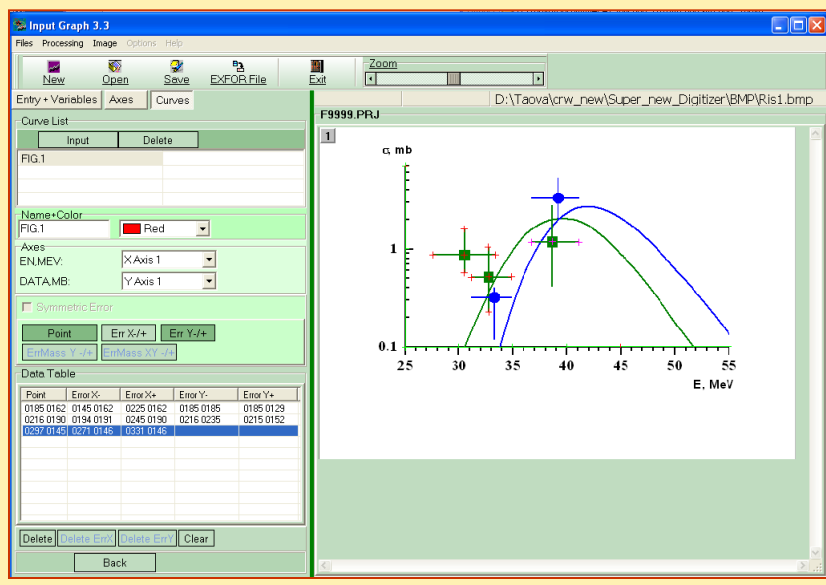 Input Graph 3.3
Files Processing Image Options Help
New Open Save EXFOR File Exit Zoom
Entry + Variables Axes Curves
D:\Taova\crw_new\Super_new_Digitizer\BMP\Ris1.bmp
Curve List
F9999.PRJ
Input Delete
FIG.1
Name+Color
FIG.1 Red
Axes
EN,MEV: X Axis 1
DATA,MB: Y Axis 1
Symmetric Error
Point Err X-/+ Err Y-/+
ErrMass Y -/+ ErrMass XY -/+
Data Table
Point Error X- Error X+ Error Y- Error Y+
0185 0162 0145 0162 0225 0162 0185 0185 0185 0129
0216 0190 0194 0191 0245 0190 0216 0235 0215 0152
0297 0145 0271 0146 0331 0146
Delete Delete ErrX Delete ErrY Clear
Back
1
σ, mb
1
0.1
25 30 35 40 45 50 55
E, MeV